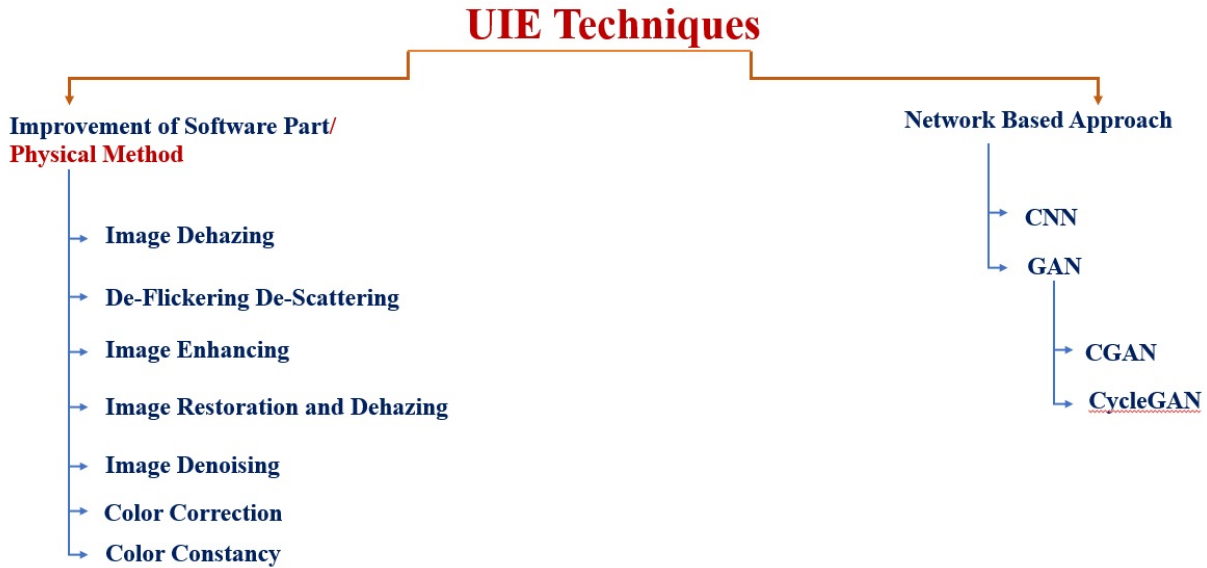 UIE Techniques
Improvement of Software Part/
Physical Method
Image Dehazing
De-Flickering De-Scattering
Image Enhancing
Image Restoration and Dehazing
Image Denoising
Color Correction
Color Constancy
Network Based Approach
CNN
GAN
CGAN
CycleGAN